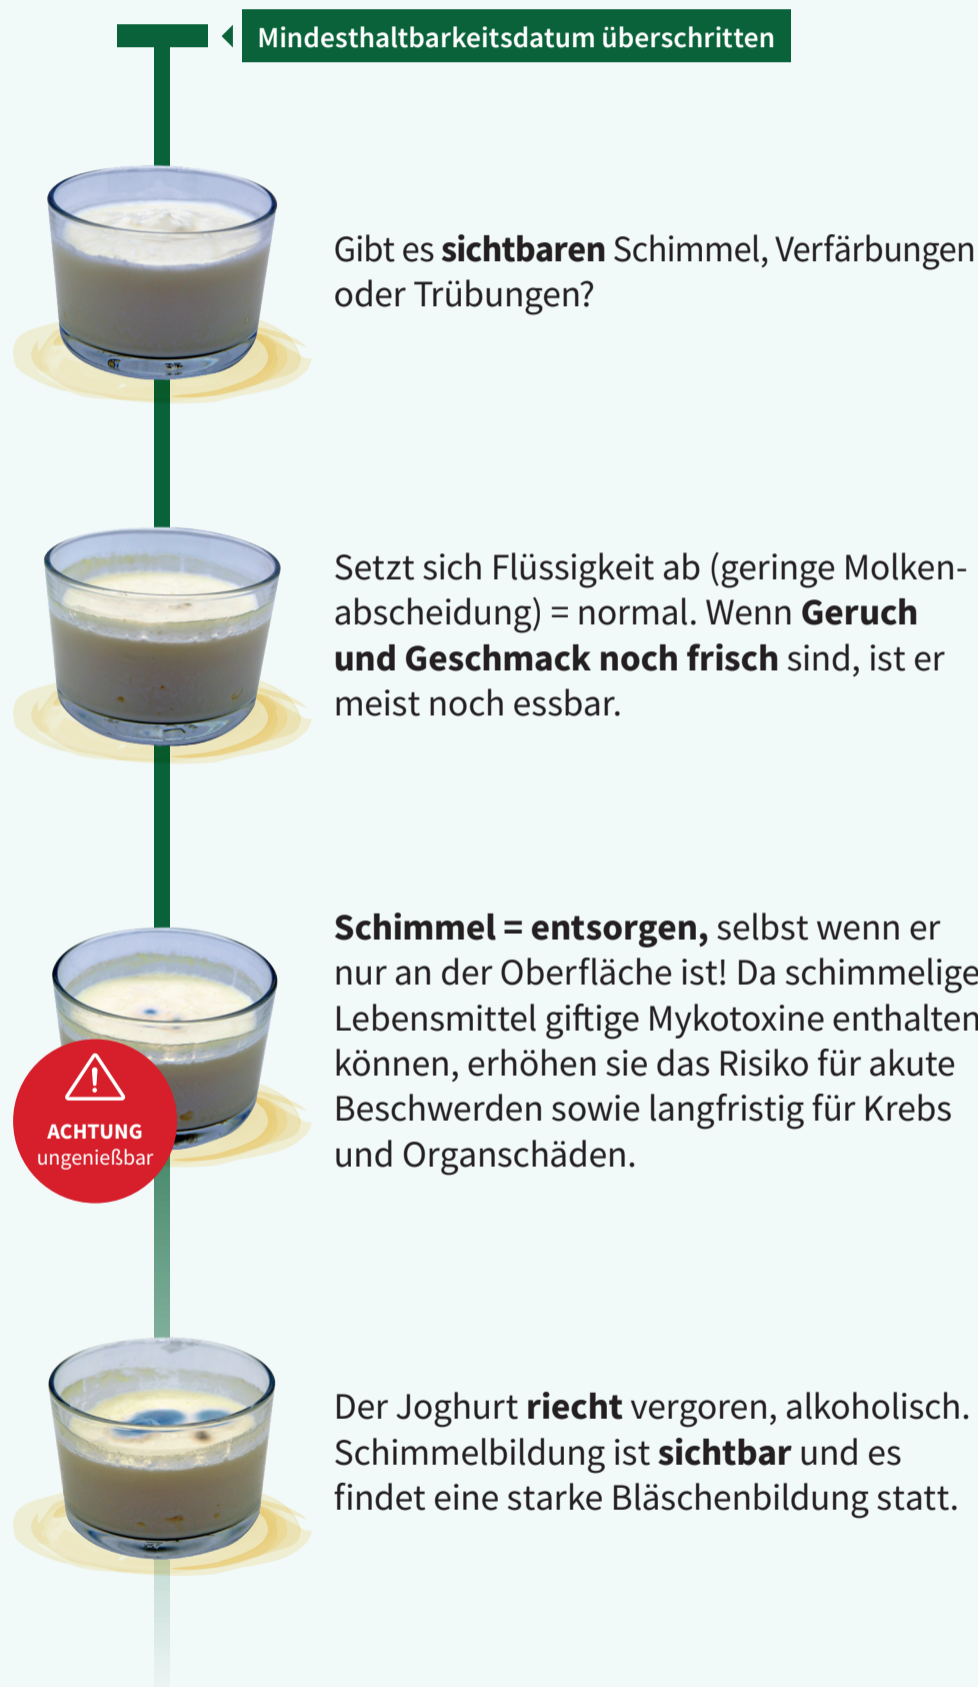 Mindesthaltbarkeitsdatum überschritten
Gibt es sichtbaren Schimmel, Verfärbungen
oder Trübungen?
Setzt sich Flüssigkeit ab (geringe Molken-
abscheidung) = normal. Wenn Geruch
und Geschmack noch frisch sind, ist er
meist noch essbar.
Schimmel = entsorgen, selbst wenn er
nur an der Oberfläche ist! Da schimmelige
Lebensmittel giftige Mykotoxine enthalten
können, erhöhen sie das Risiko für akute
Beschwerden sowie langfristig für Krebs
und Organschäden.
ACHTUNG
ungenießbar
Der Joghurt riecht vergoren, alkoholisch.
Schimmelbildung ist sichtbar und es
findet eine starke Bläschenbildung statt.